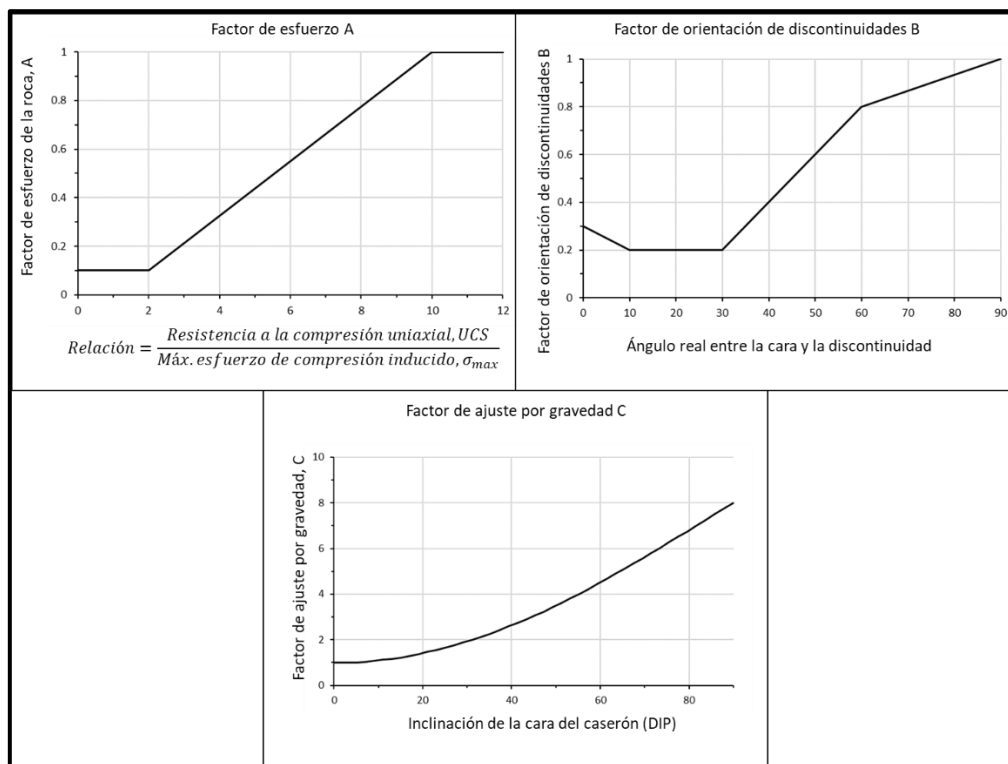 Factor de esfuerzo A
Factor de esfuerzo de la roca, A
1
0.8
0.6
0.4
0.2
0
0 2 4 6 8 10 12
Relación = Resistencia a la compresión uniaxial, UCS
Máx. esfuerzo de compresión inducido, σmax
Factor de orientación de discontinuidades B
Factor de orientación de discontinuidades B
1
0.8
0.6
0.4
0.2
0
0 10 20 30 40 50 60 70 80 90
Ángulo real entre la cara y la discontinuidad
Factor de ajuste por gravedad C
Factor de ajuste por gravedad, C
10
8
6
4
2
0
0 20 40 60 80
Inclinación de la cara del caserón (DIP)